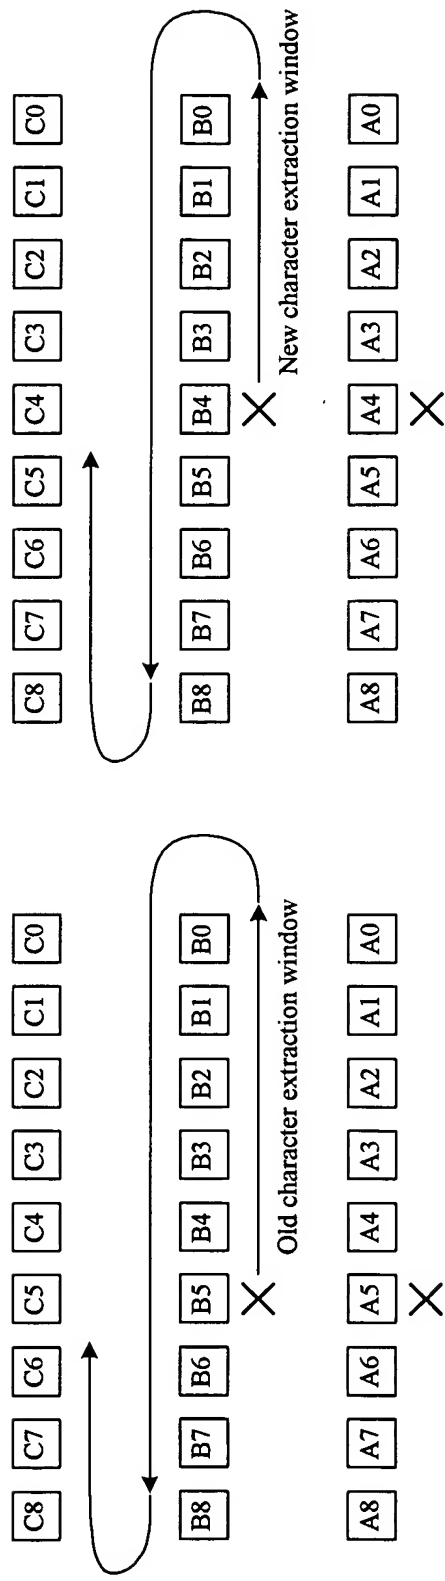 C8 C7 C6 C5 C4 C3 C2 C1 C0
B8 B7 B6 B5 B4 B3 B2 B1 B0
Old character extraction window
A8 A7 A6 A5 A4 A3 A2 A1 A0
C8 C7 C6 C5 C4 C3 C2 C1 C0
B8 B7 B6 B5 B4 B3 B2 B1 B0
New character extraction window
A8 A7 A6 A5 A4 A3 A2 A1 A0